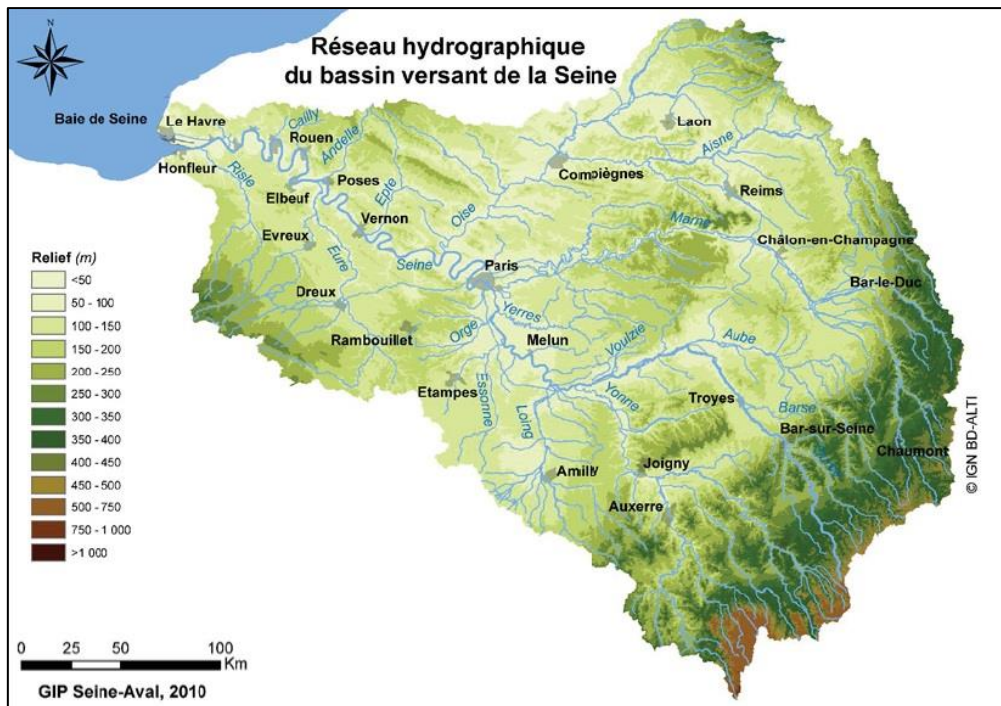 Réseau hydrographique
du bassin versant de la Seine
N
Baie de Seine
Le Havre
Honfleur
Cailly
Rouen
Andelle
Risle
Elbeuf
Poses
Epte
Vernon
Evreux
Eure
Oise
Compiègnes
Laon
Aisne
Reims
Marne
Châlon-en-Champagne
Bar-le-Duc
Seine
Paris
Dreux
Rambouillet
Orge
Yerres
Melun
Voulzie
Aube
Etampes
Essonne
Loing
Yonne
Troyes
Barse
Bar-sur-Seine
Chaumont
Amilly
Joigny
Auxerre
Relief (m)
<50
50 - 100
100 - 150
150 - 200
200 - 250
250 - 300
300 - 350
350 - 400
400 - 450
450 - 500
500 - 750
750 - 1 000
>1 000
0 25 50 100
Km
GIP Seine-Aval, 2010
© IGN BD-ALTI